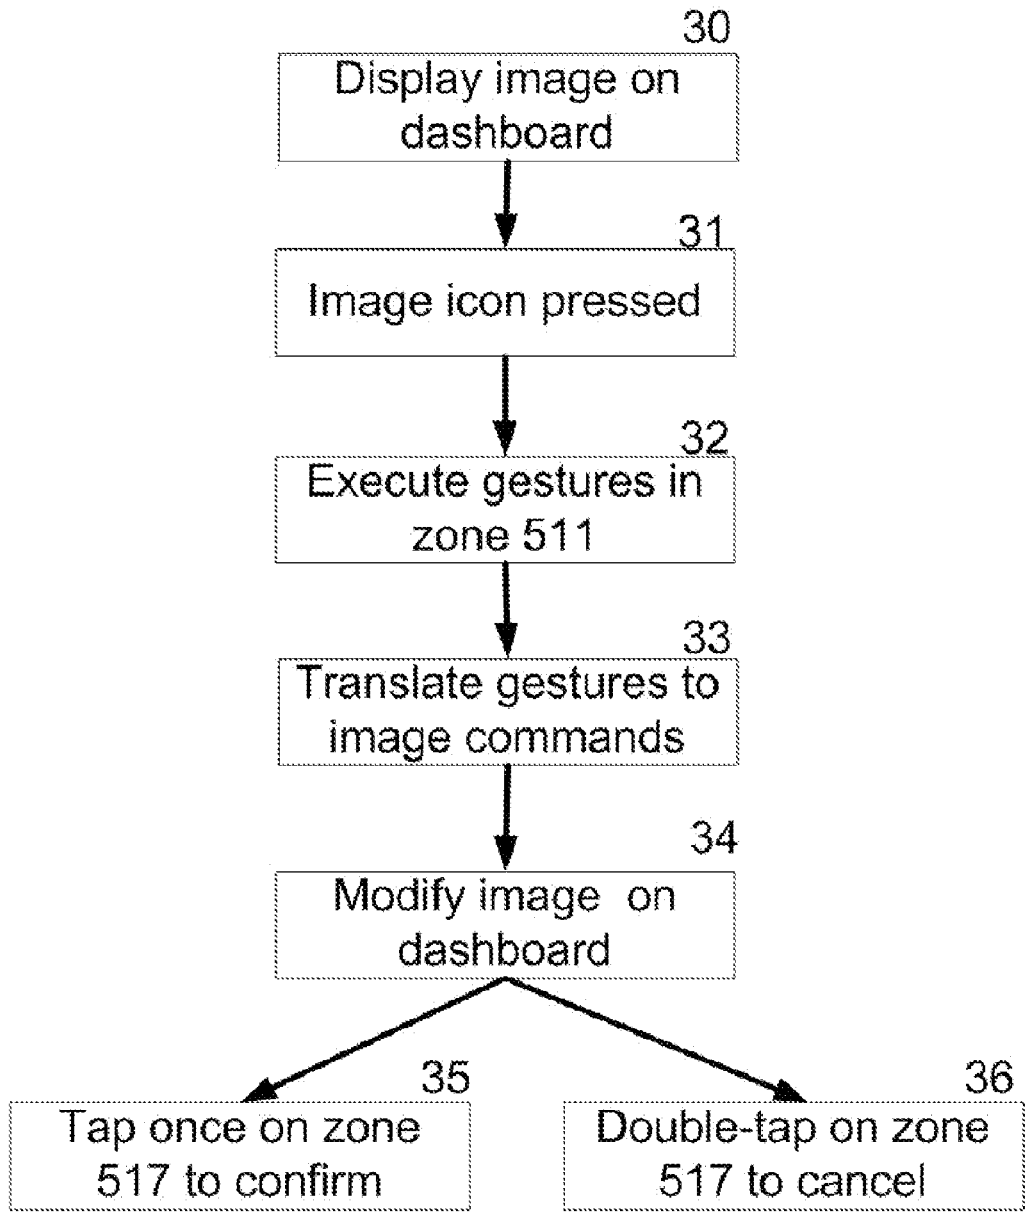 30
Display image on
dashboard
31
Image icon pressed
32
Execute gestures in
zone 511
33
Translate gestures to
image commands
34
Modify image on
dashboard
35
Tap once on zone
517 to confirm
36
Double-tap on zone
517 to cancel